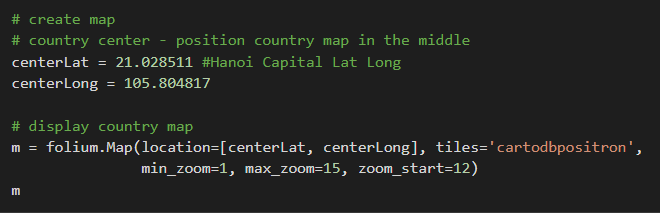 # create map
# country center - position country map in the middle
centerLat = 21.028511 #Hanoi Capital Lat Long
centerLong = 105.804817
# display country map
m = folium.Map(location=[centerLat, centerLong], tiles='cartodbpositron',
min_zoom=1, max_zoom=15, zoom_start=12)
m